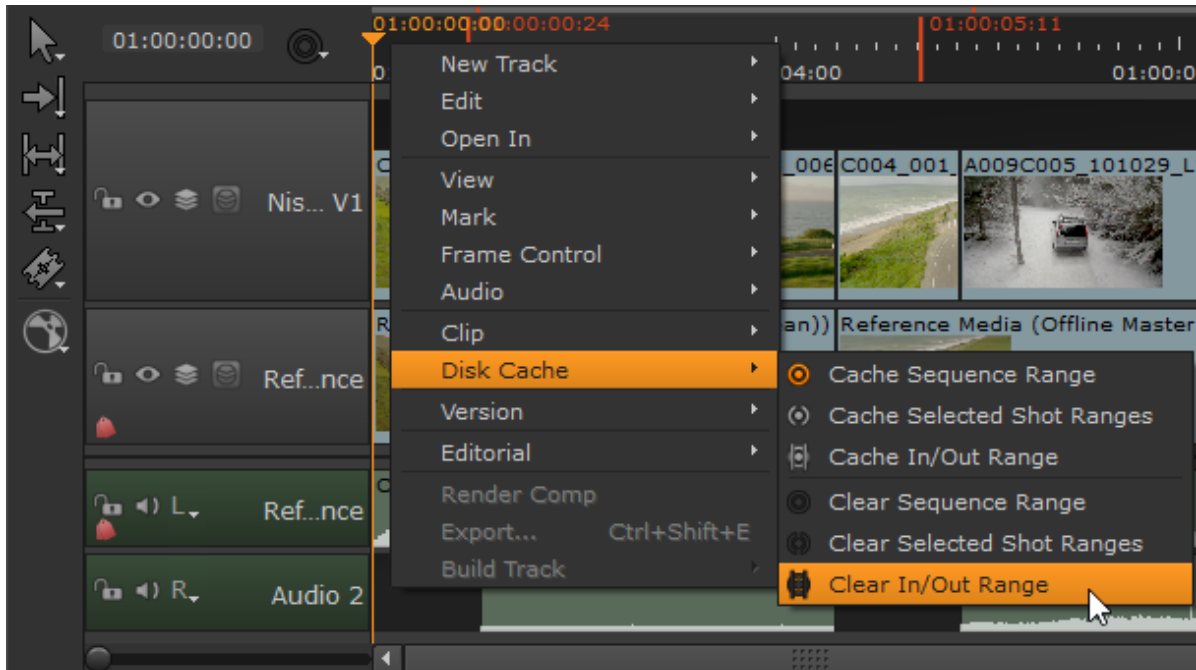 01:00:00:00
01:00:00:00
00:00:24
01:00:05:11
04:00
01:00:0
New Track
Edit
Open In
View
Mark
Frame Control
Audio
Clip
Disk Cache
Version
Editorial
Render Comp
Export... Ctrl+Shift+E
Build Track
Cache Sequence Range
Cache Selected Shot Ranges
Cache In/Out Range
Clear Sequence Range
Clear Selected Shot Ranges
Clear In/Out Range
Nis... V1
_006
C004_001_
A009C005_101029_L
Ref...nce
R
an))
Reference Media (Offline Master
L
Ref...nce
R
Audio 2